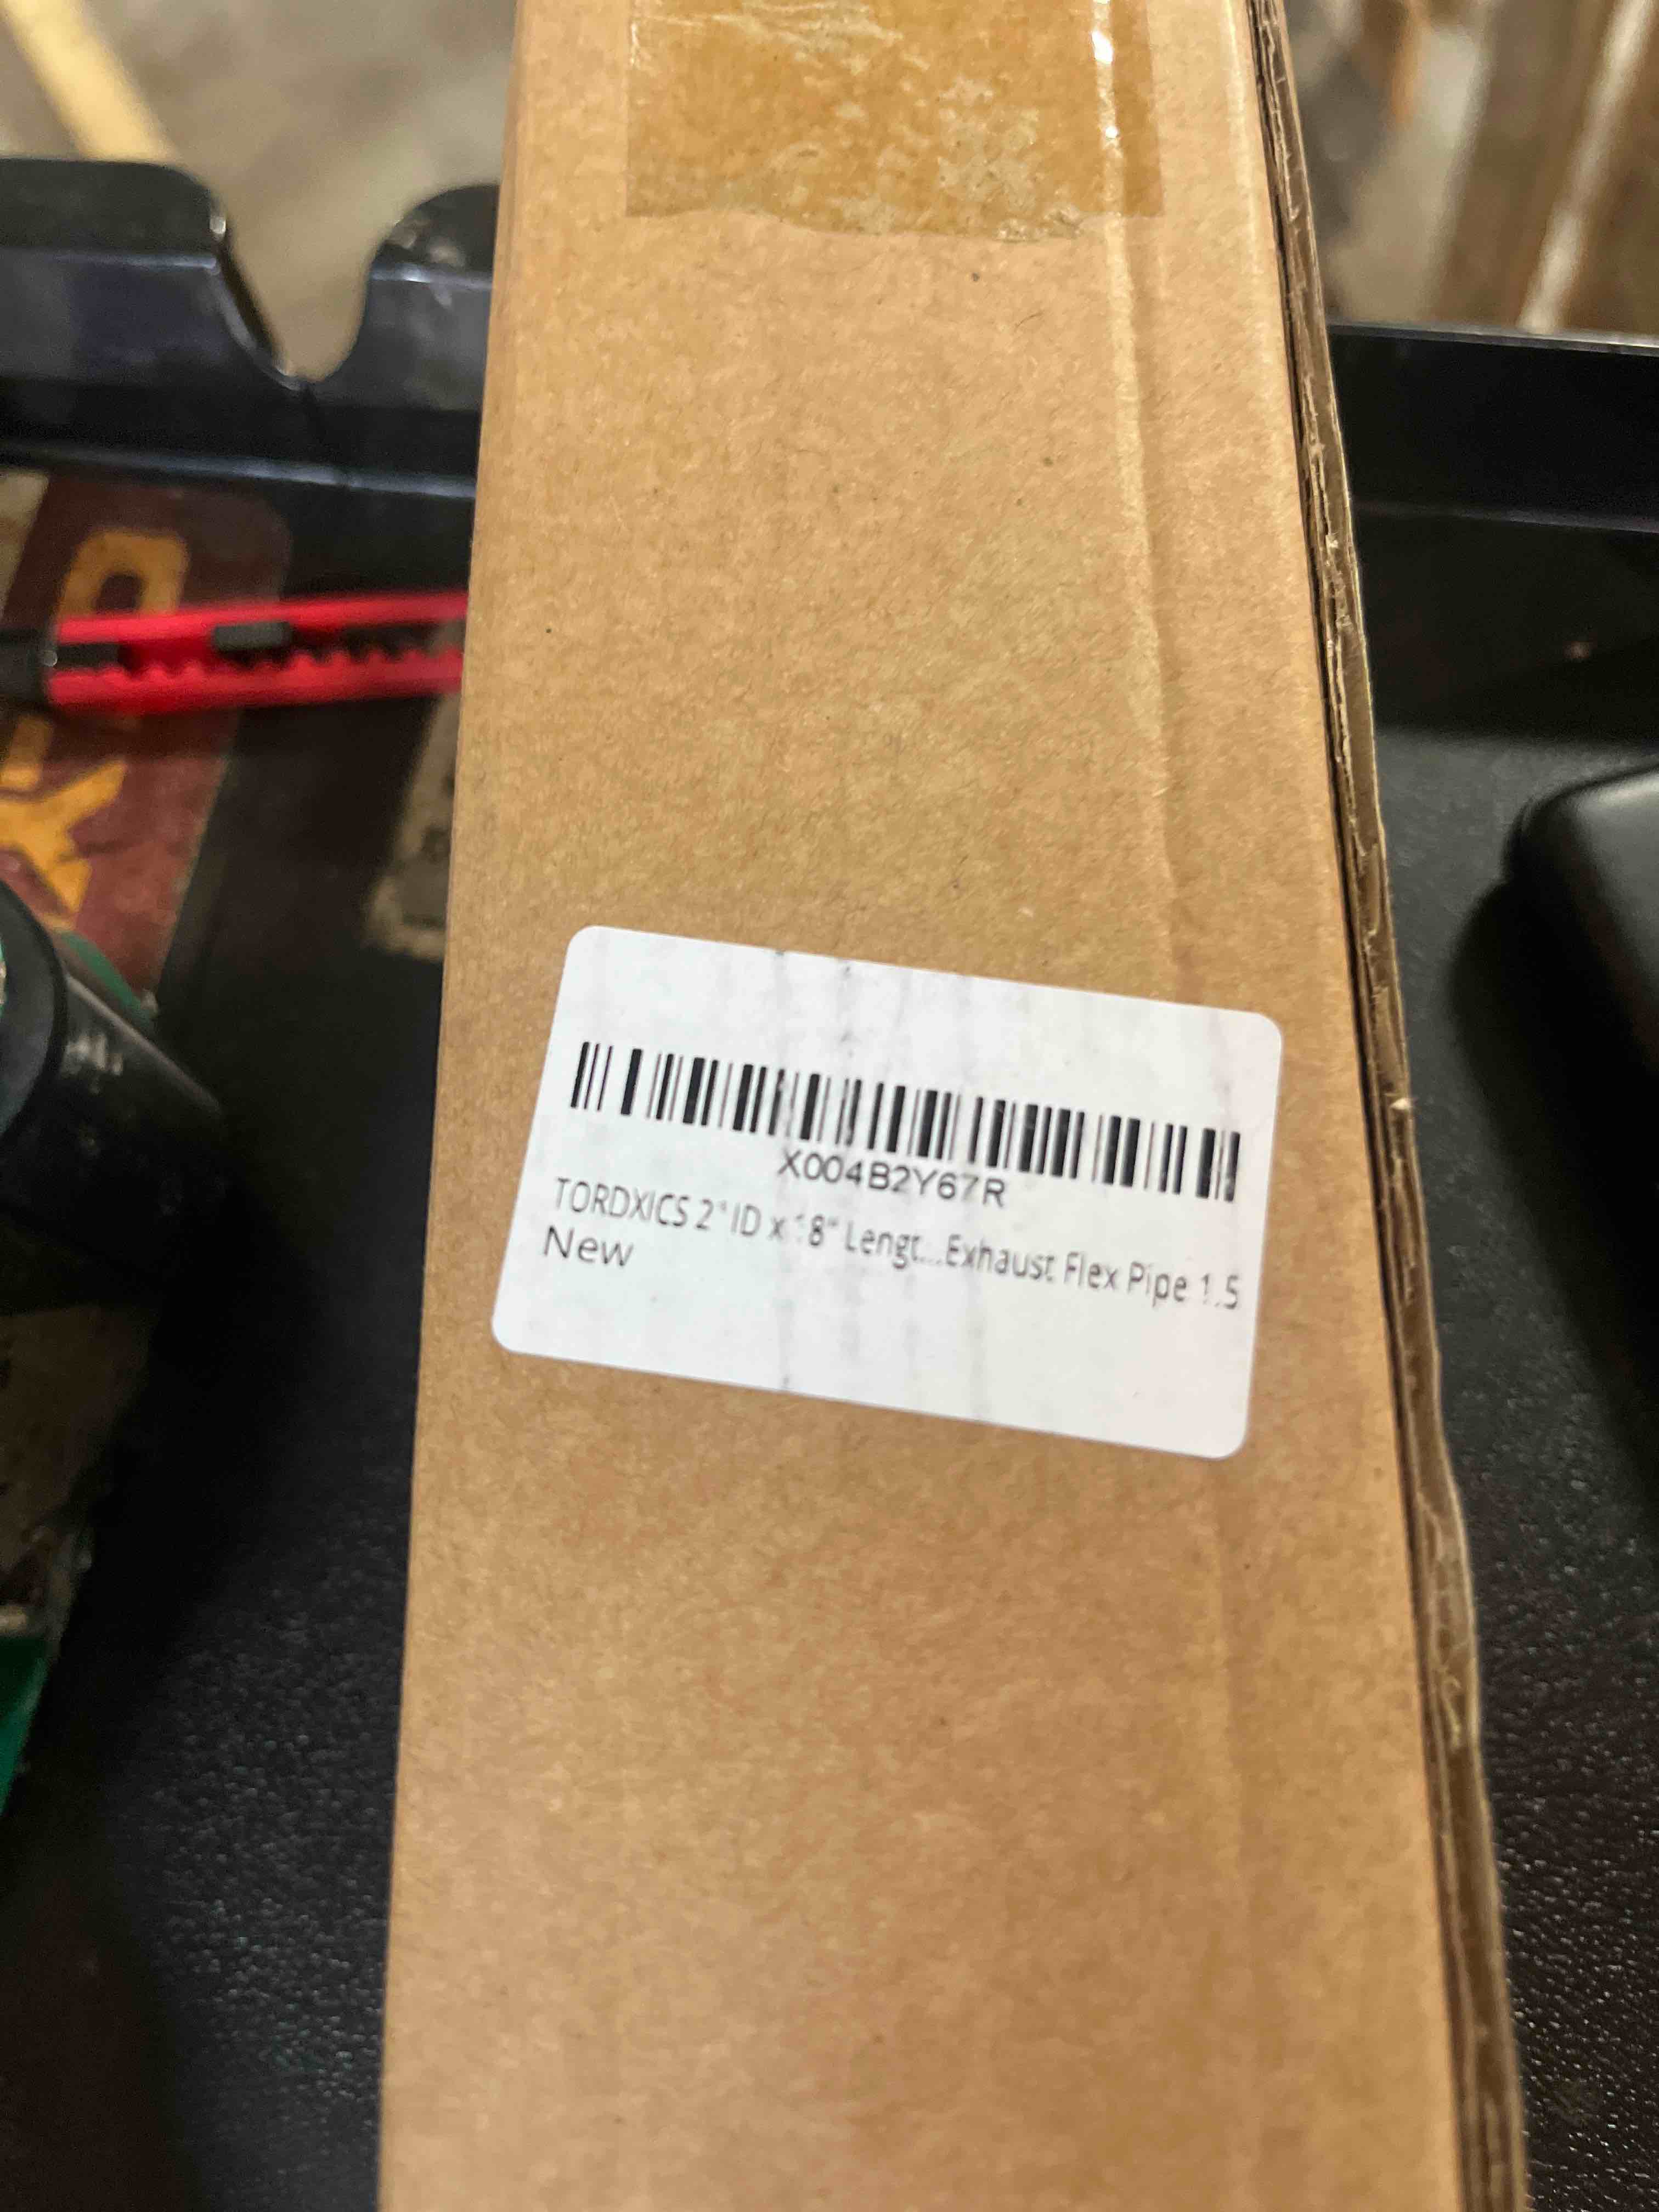 X004B2Y67R
TORDXICS 2" ID x 18" Lengt...Exhaust Flex Pipe 1.5
New